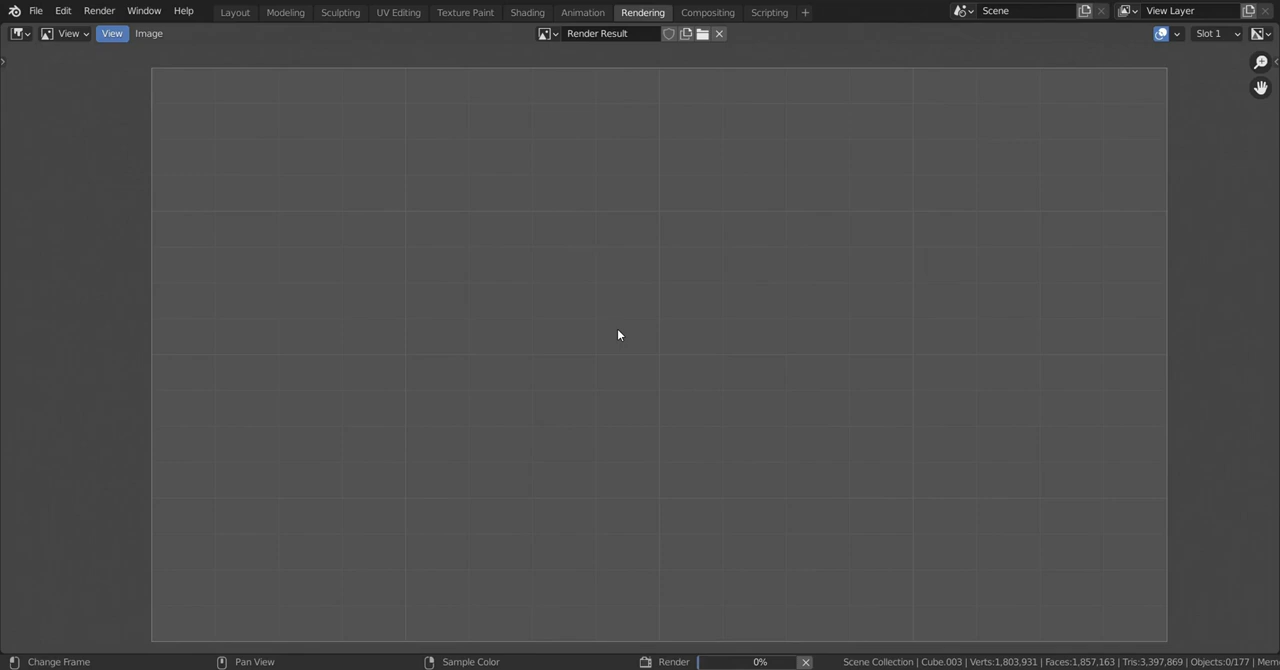 File Edit Render Window Help Layout Modeling Sculpting UV Editing Texture Paint Shading Animation Rendering Compositing Scripting + Scene View Layer
View View Image Render Result Slot 1
Change Frame Pan View Sample Color Render 0% Scene Collection | Cube.003 | Verts:1,803,931 | Faces:1,857,163 | Tris:3,397,869 | Objects:0/177 | Mem